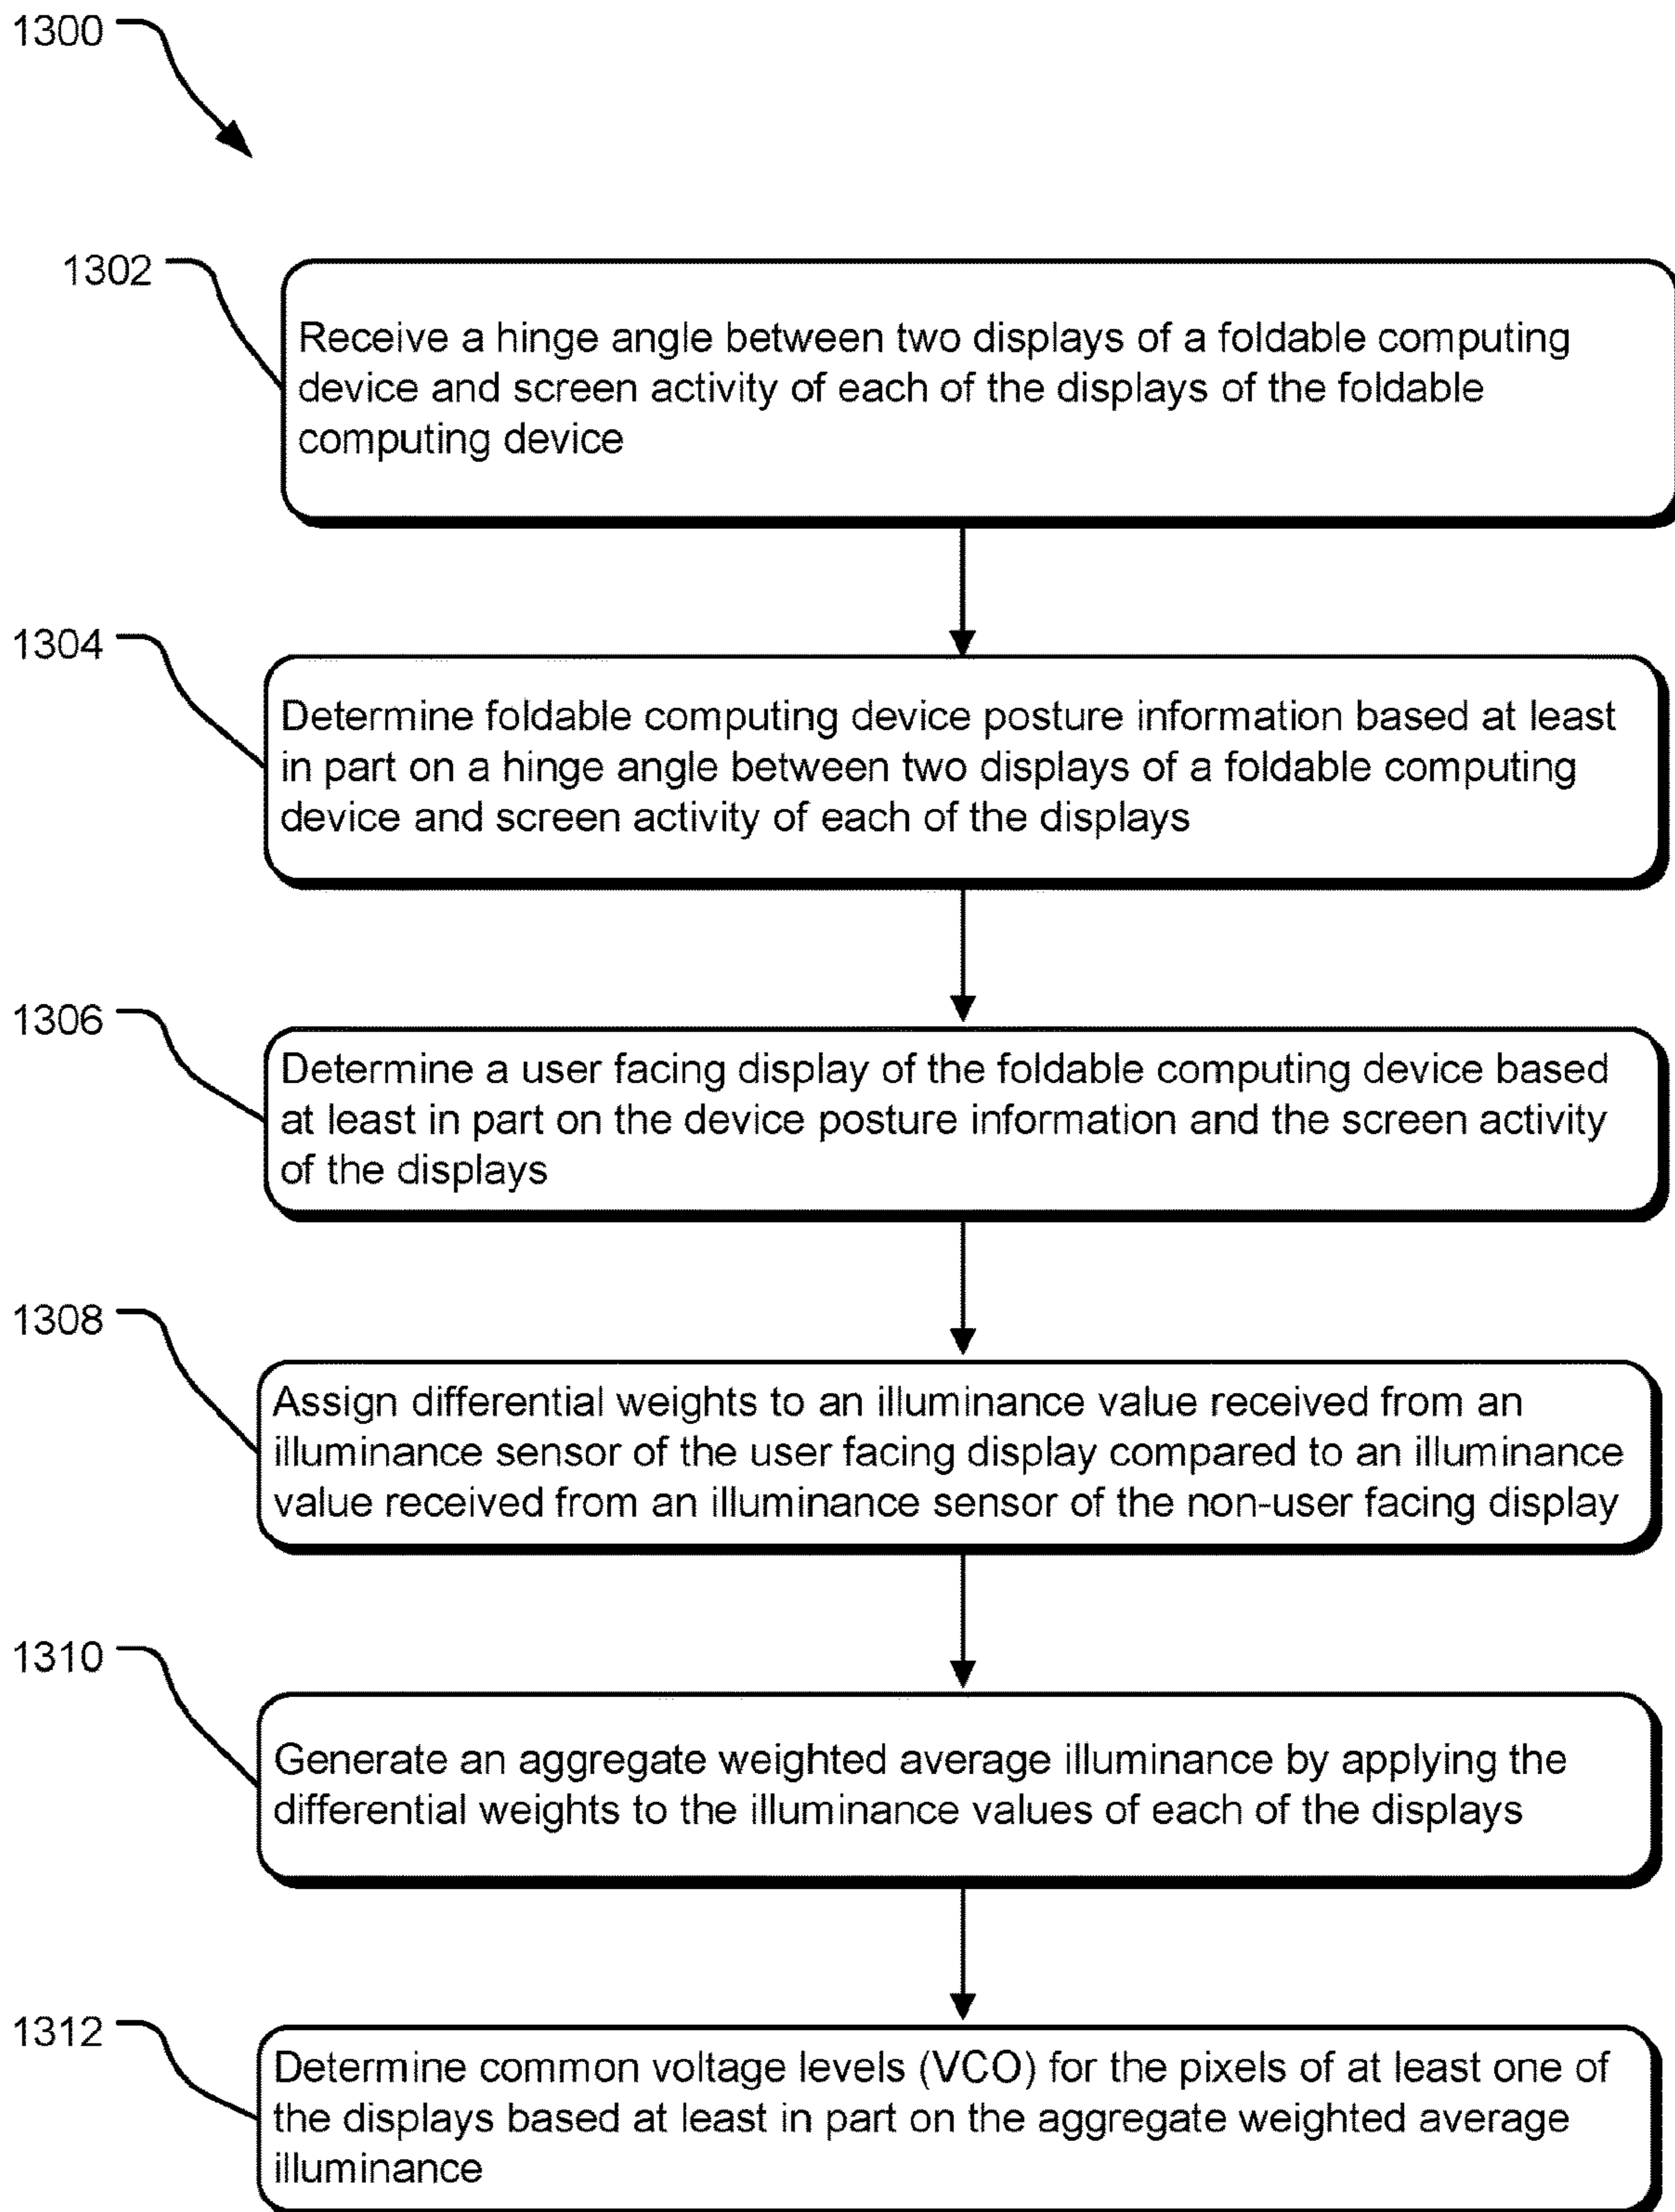 1300
1302
Receive a hinge angle between two displays of a foldable computing
device and screen activity of each of the displays of the foldable
computing device
1304
Determine foldable computing device posture information based at least
in part on a hinge angle between two displays of a foldable computing
device and screen activity of each of the displays
1306
Determine a user facing display of the foldable computing device based
at least in part on the device posture information and the screen activity
of the displays
1308
Assign differential weights to an illuminance value received from an
illuminance sensor of the user facing display compared to an illuminance
value received from an illuminance sensor of the non-user facing display
1310
Generate an aggregate weighted average illuminance by applying the
differential weights to the illuminance values of each of the displays
1312
Determine common voltage levels (VCO) for the pixels of at least one of
the displays based at least in part on the aggregate weighted average
illuminance